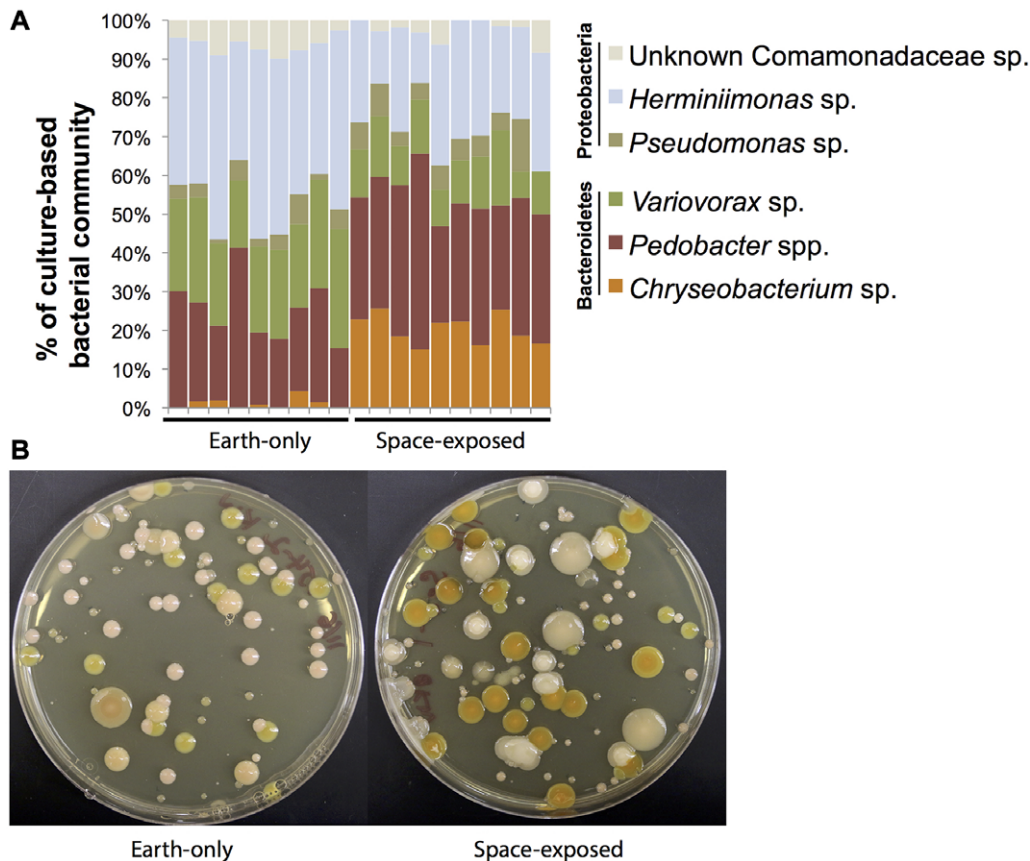 A
% of culture-based
bacterial community
100%
90%
80%
70%
60%
50%
40%
30%
20%
10%
0%
Earth-only
Space-exposed
Proteobacteria
Unknown Comamonadaceae sp.
Herminiimonas sp.
Pseudomonas sp.
Bacteroidetes
Variovorax sp.
Pedobacter spp.
Chryseobacterium sp.
B
Earth-only
Space-exposed